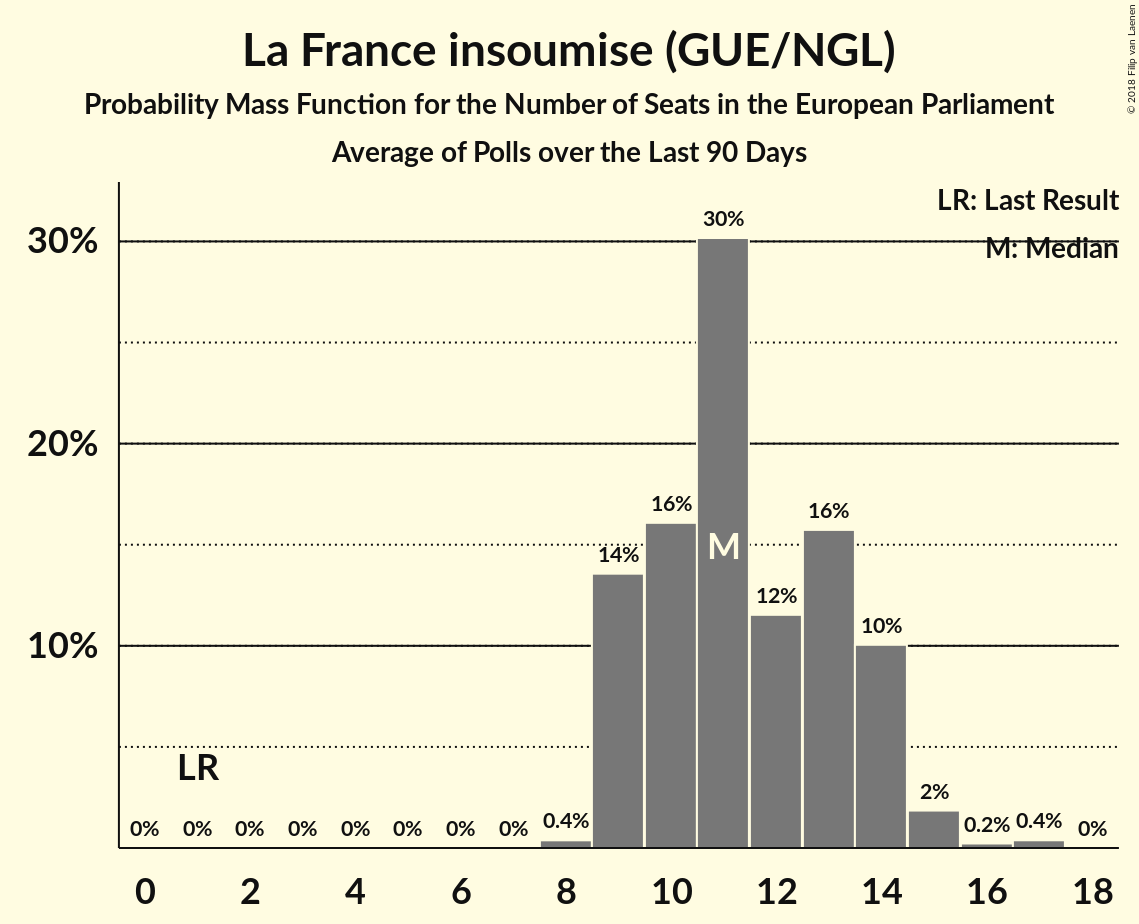 La France insoumise (GUE/NGL)
Probability Mass Function for the Number of Seats in the European Parliament
Average of Polls over the Last 90 Days
© 2018 Filip van Laenen
LR: Last Result
M: Median
30%
20%
10%
30%
16%
16%
14%
M
12%
10%
LR
2%
0% 0% 0% 0% 0% 0% 0% 0% 0.4% 0.2% 0.4% 0%
0 2 4 6 8 10 12 14 16 18